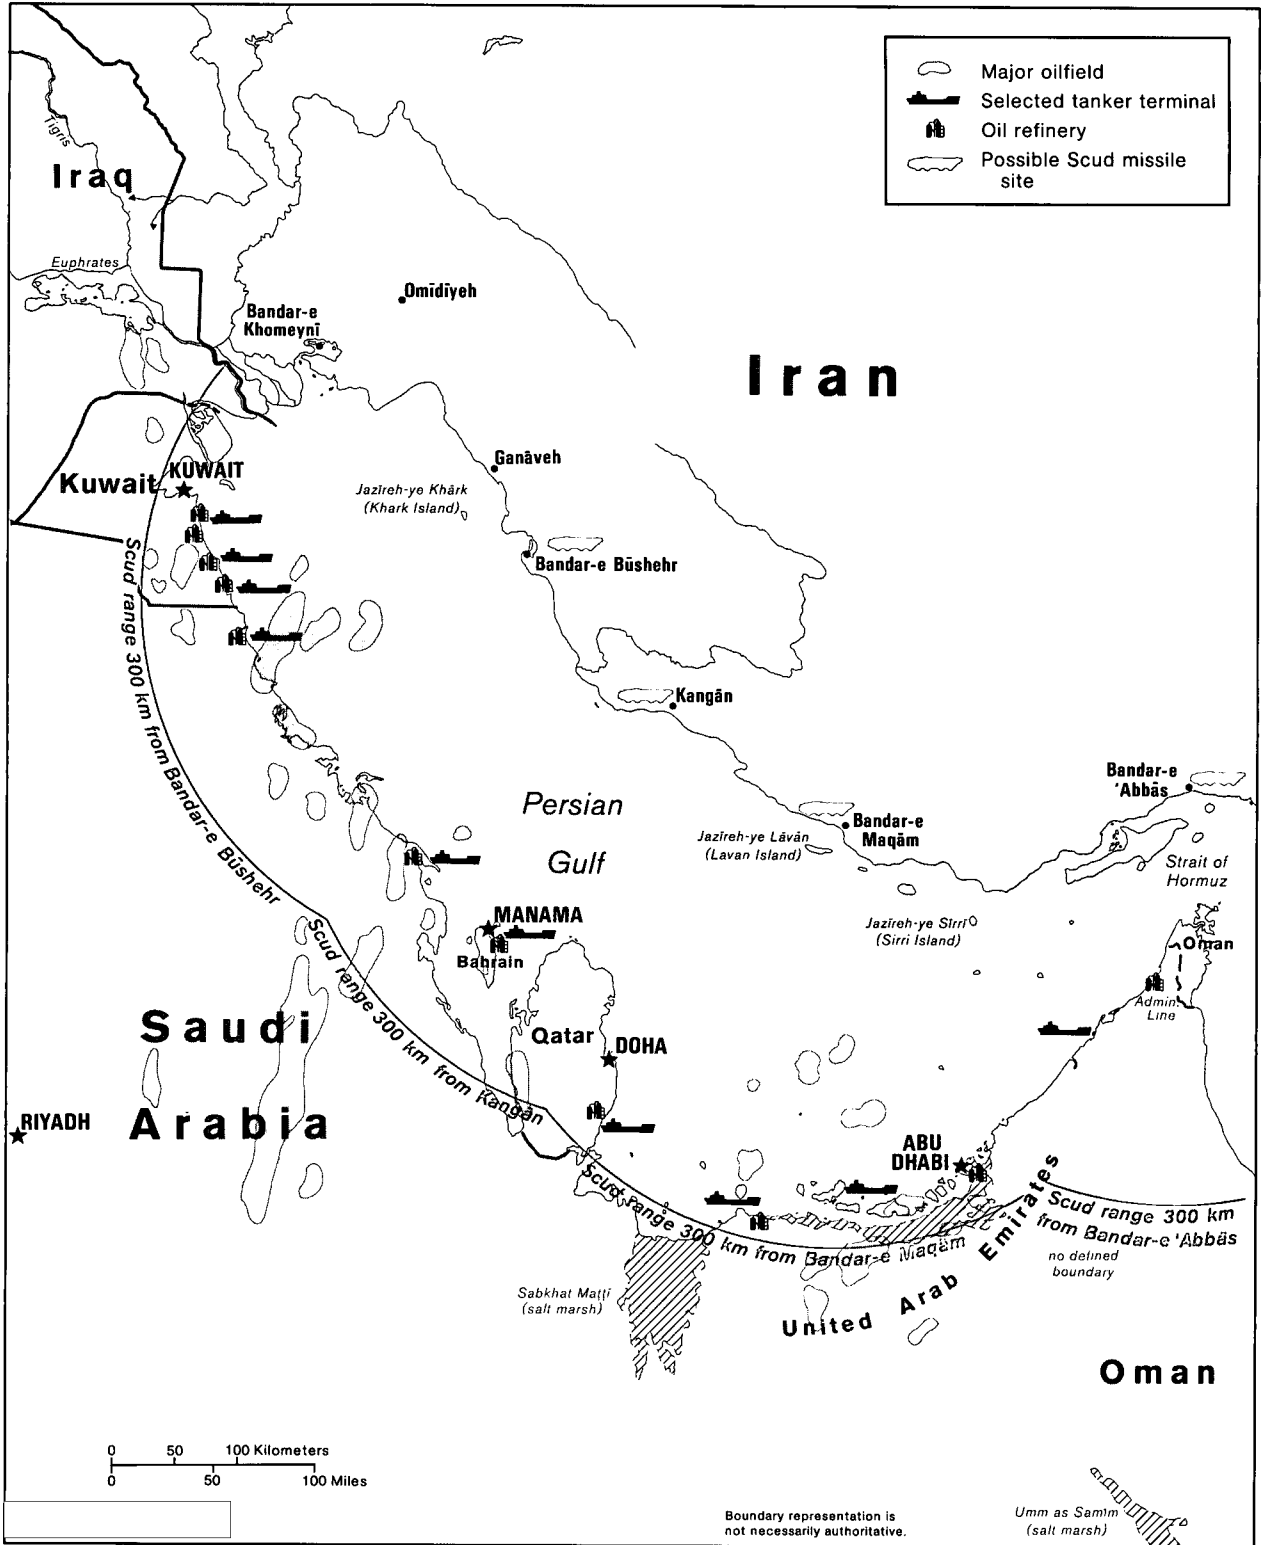 Major oilfield
Selected tanker terminal
Oil refinery
Possible Scud missile
site
Tigris
Iraq
Euphrates
Bandar-e
Khomeynī
Omīdīyeh
Iran
Kuwait
KUWAIT
Ganāveh
Jazīreh-ye Khārk
(Khark Island)
Bandar-e Būshehr
Scud range 300 km from Bandar-e Būshehr
Kangān
Persian
Gulf
Bandar-e
'Abbās
Bandar-e
Maqām
Jazīreh-ye Lāvān
(Lavan Island)
Strait of
Hormuz
MANAMA
Bahrain
Jazīreh-ye Sīrrī
(Sirri Island)
Oman
Admin.
Line
Scud range 300 km from Kangān
Saudi
Arabia
Qatar
DOHA
RIYADH
ABU
DHABI
Scud range 300 km from Bandar-e Maqām
Scud range 300 km
from Bandar-e 'Abbās
no defined
boundary
United Arab Emirates
Sabkhat Maṭṭī
(salt marsh)
Oman
0 50 100 Kilometers
0 50 100 Miles
Boundary representation is
not necessarily authoritative.
Umm as Samīm
(salt marsh)